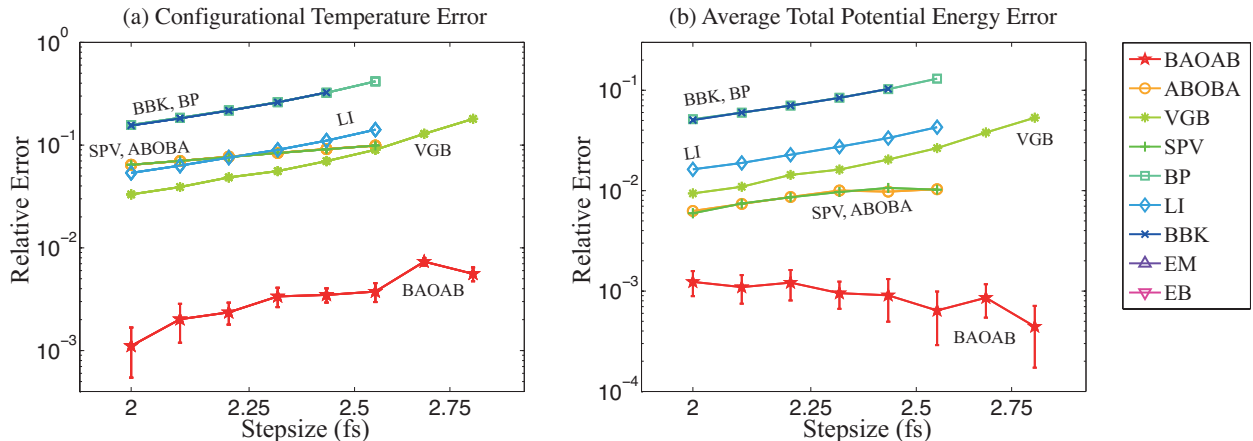 (a) Configurational Temperature Error
10^0
10^-1
10^-2
10^-3
Relative Error
BBK, BP
SPV, ABOBA
LI
VGB
BAOAB
2
2.25
2.5
2.75
Stepsize (fs)
(b) Average Total Potential Energy Error
10^-1
10^-2
10^-3
10^-4
Relative Error
BBK, BP
LI
VGB
SPV, ABOBA
BAOAB
2
2.25
2.5
2.75
Stepsize (fs)
BAOAB
ABOBA
VGB
SPV
BP
LI
BBK
EM
EB